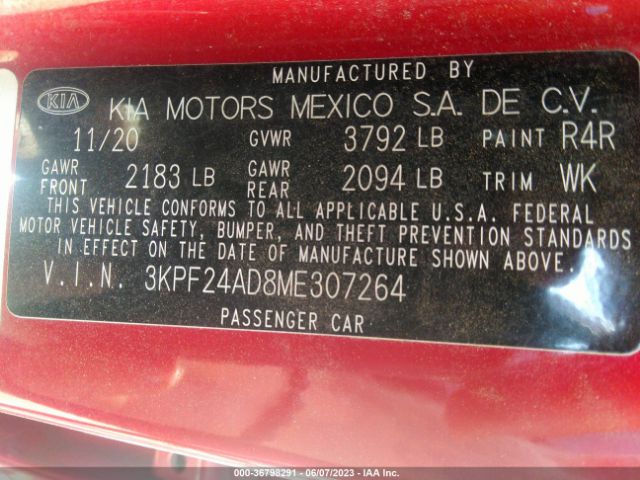 MANUFACTURED BY
KIA KIA MOTORS MEXICO S.A. DE C.V.
11/20 GVWR 3792 LB PAINT R4R
GAWR FRONT 2183 LB GAWR REAR 2094 LB TRIM WK
THIS VEHICLE CONFORMS TO ALL APPLICABLE U.S.A. FEDERAL
MOTOR VEHICLE SAFETY, BUMPER, AND THEFT PREVENTION STANDARDS
IN EFFECT ON THE DATE OF MANUFACTURE SHOWN ABOVE.
V.I.N. 3KPF24AD8ME307264
PASSENGER CAR
000-36798291 - 06/07/2023 - IAA Inc.